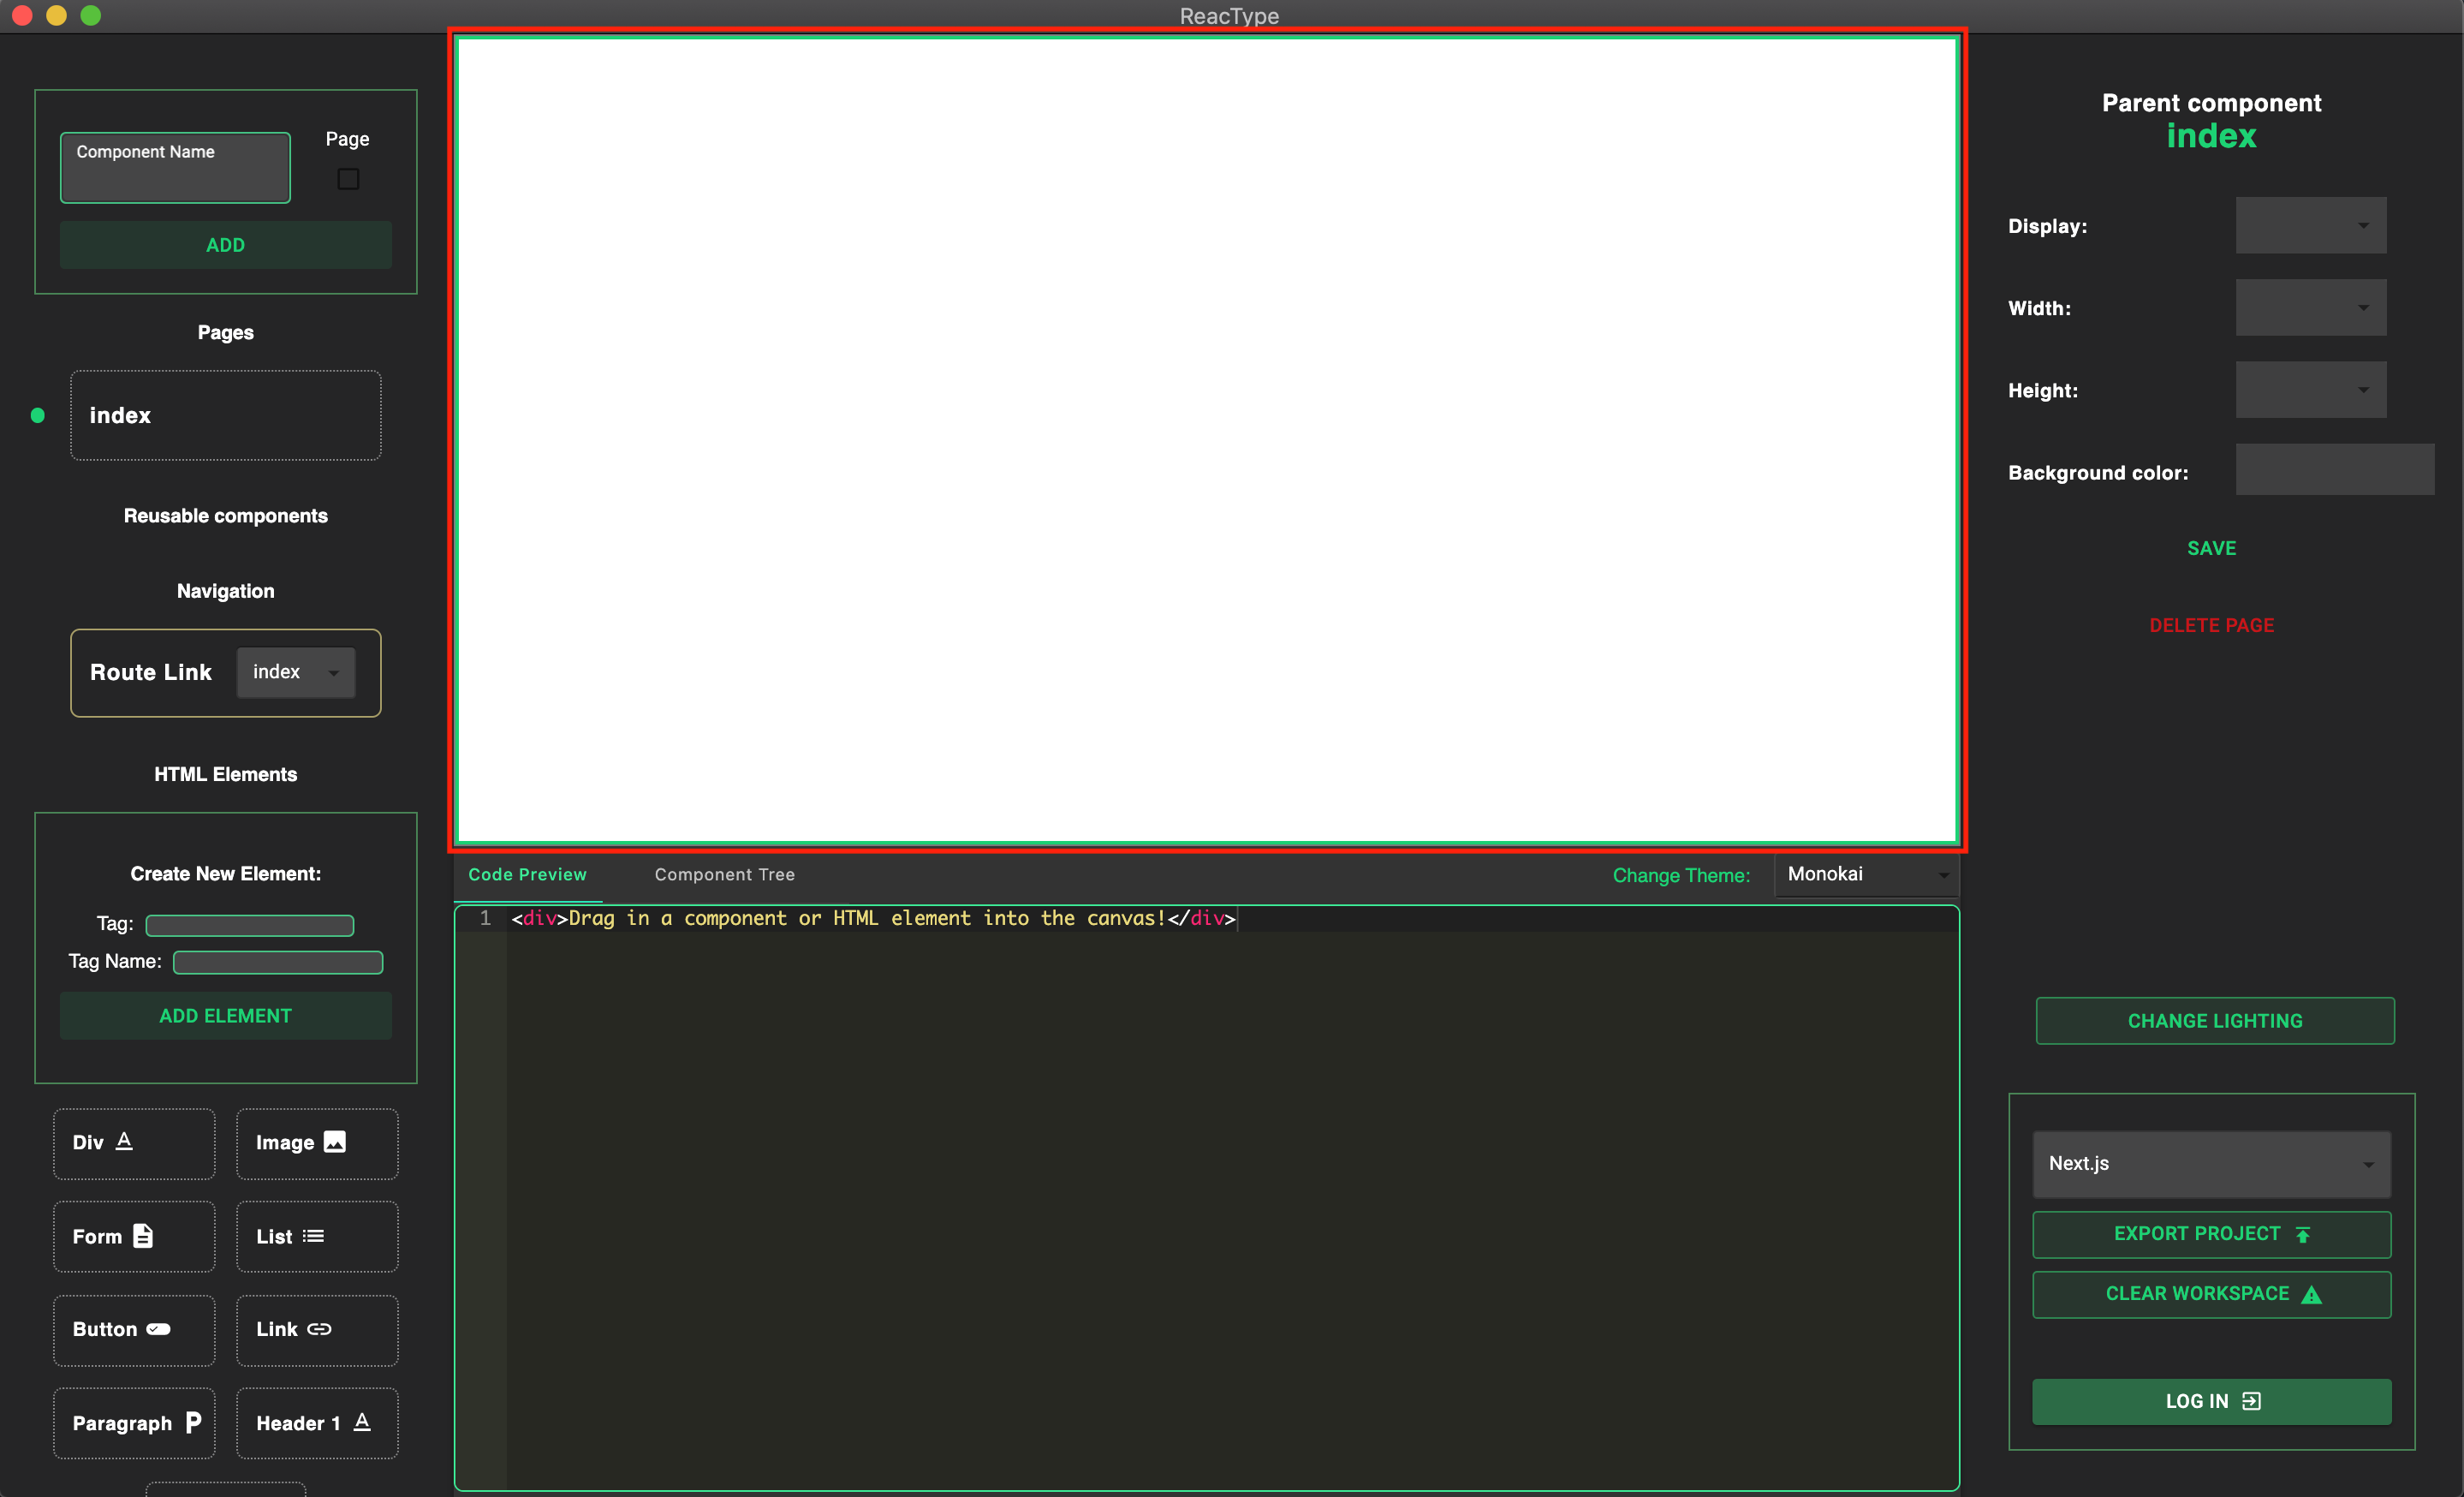 ReacType
Component Name
Page
ADD
Pages
index
Reusable components
Navigation
Route Link
index
HTML Elements
Create New Element:
Tag:
Tag Name:
ADD ELEMENT
Div
Image
Form
List
Button
Link
Paragraph P
Header 1
Code Preview
Component Tree
Change Theme:
Monokai
1 <div>Drag in a component or HTML element into the canvas!</div>
Parent component
index
Display:
Width:
Height:
Background color:
SAVE
DELETE PAGE
CHANGE LIGHTING
Next.js
EXPORT PROJECT
CLEAR WORKSPACE
LOG IN